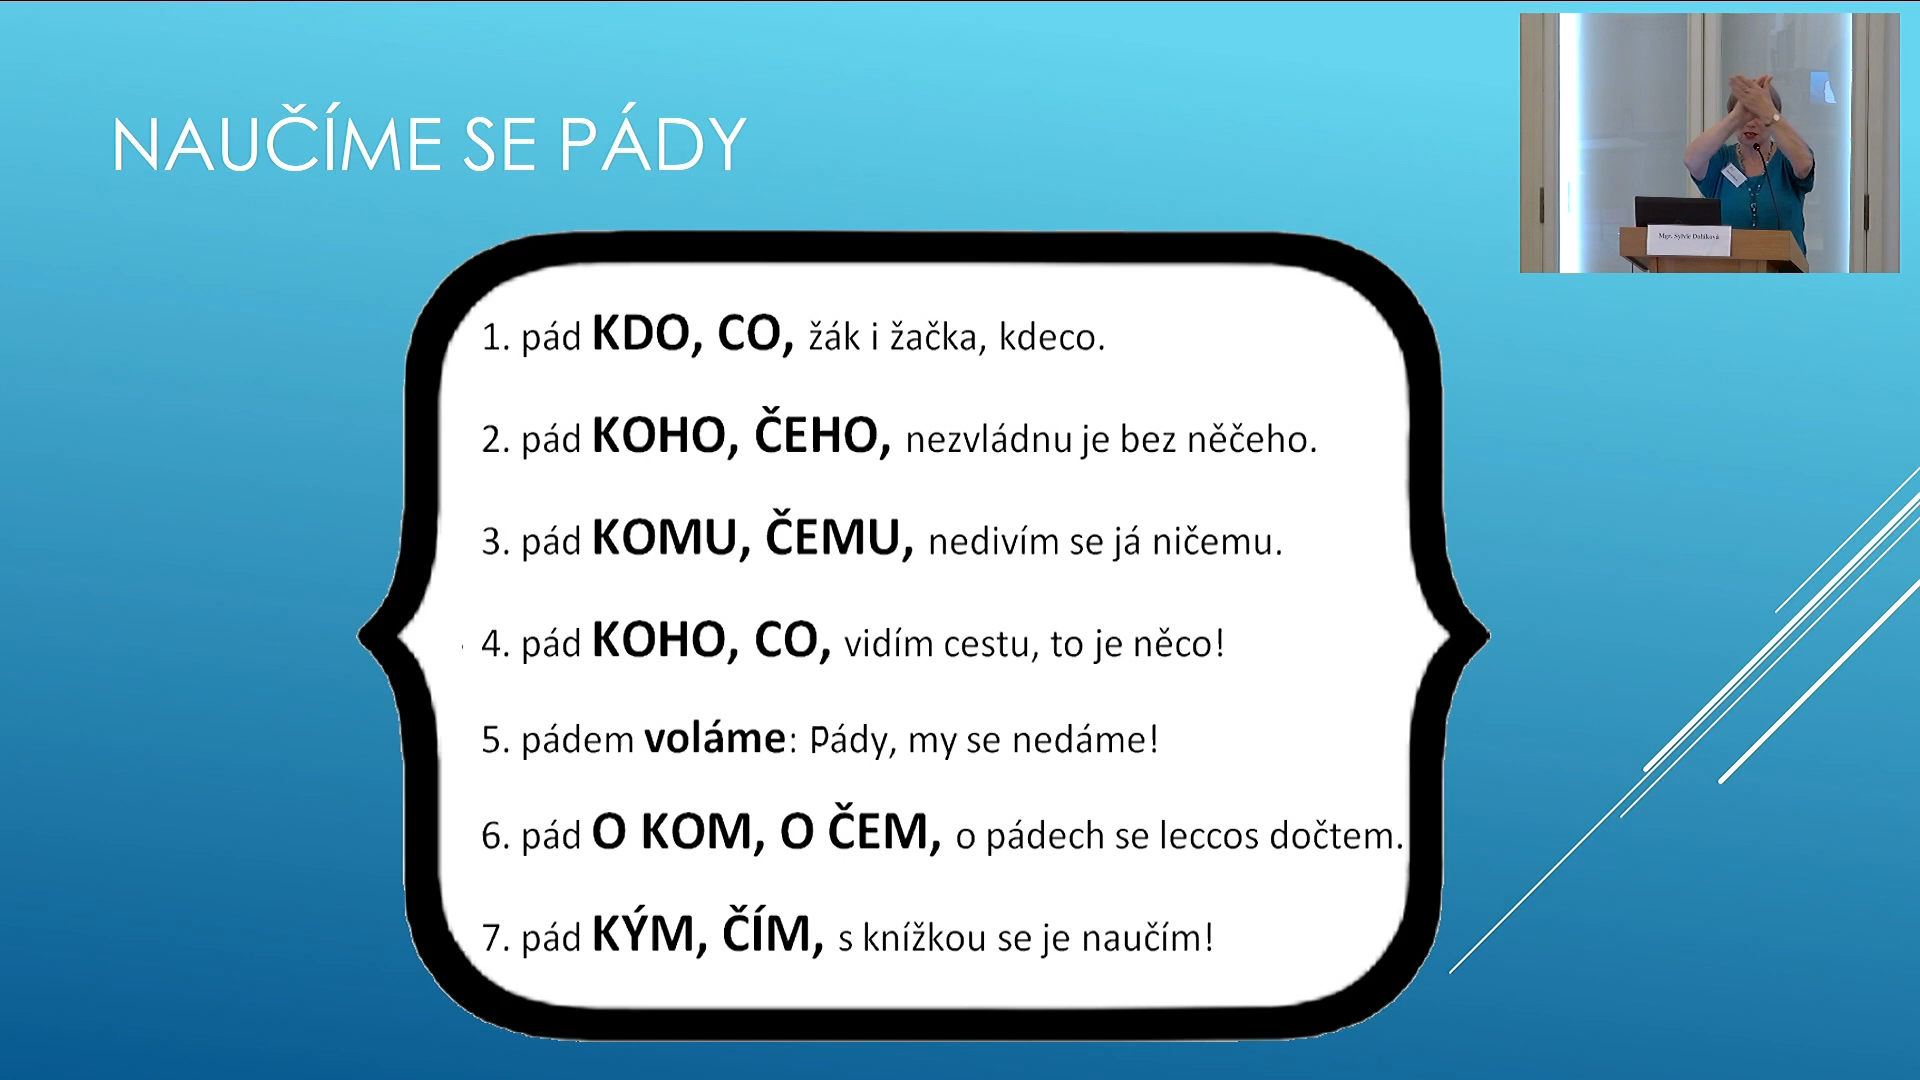 NAUČÍME SE PÁDY
Mgr. Sylvie Doláková
1. pád KDO, CO, žák i žačka, kdeco.
2. pád KOHO, ČEHO, nezvládnu je bez něčeho.
3. pád KOMU, ČEMU, nedivím se já ničemu.
4. pád KOHO, CO, vidím cestu, to je něco!
5. pádem voláme: Pády, my se nedáme!
6. pád O KOM, O ČEM, o pádech se leccos dočtem.
7. pád KÝM, ČÍM, s knížkou se je naučím!